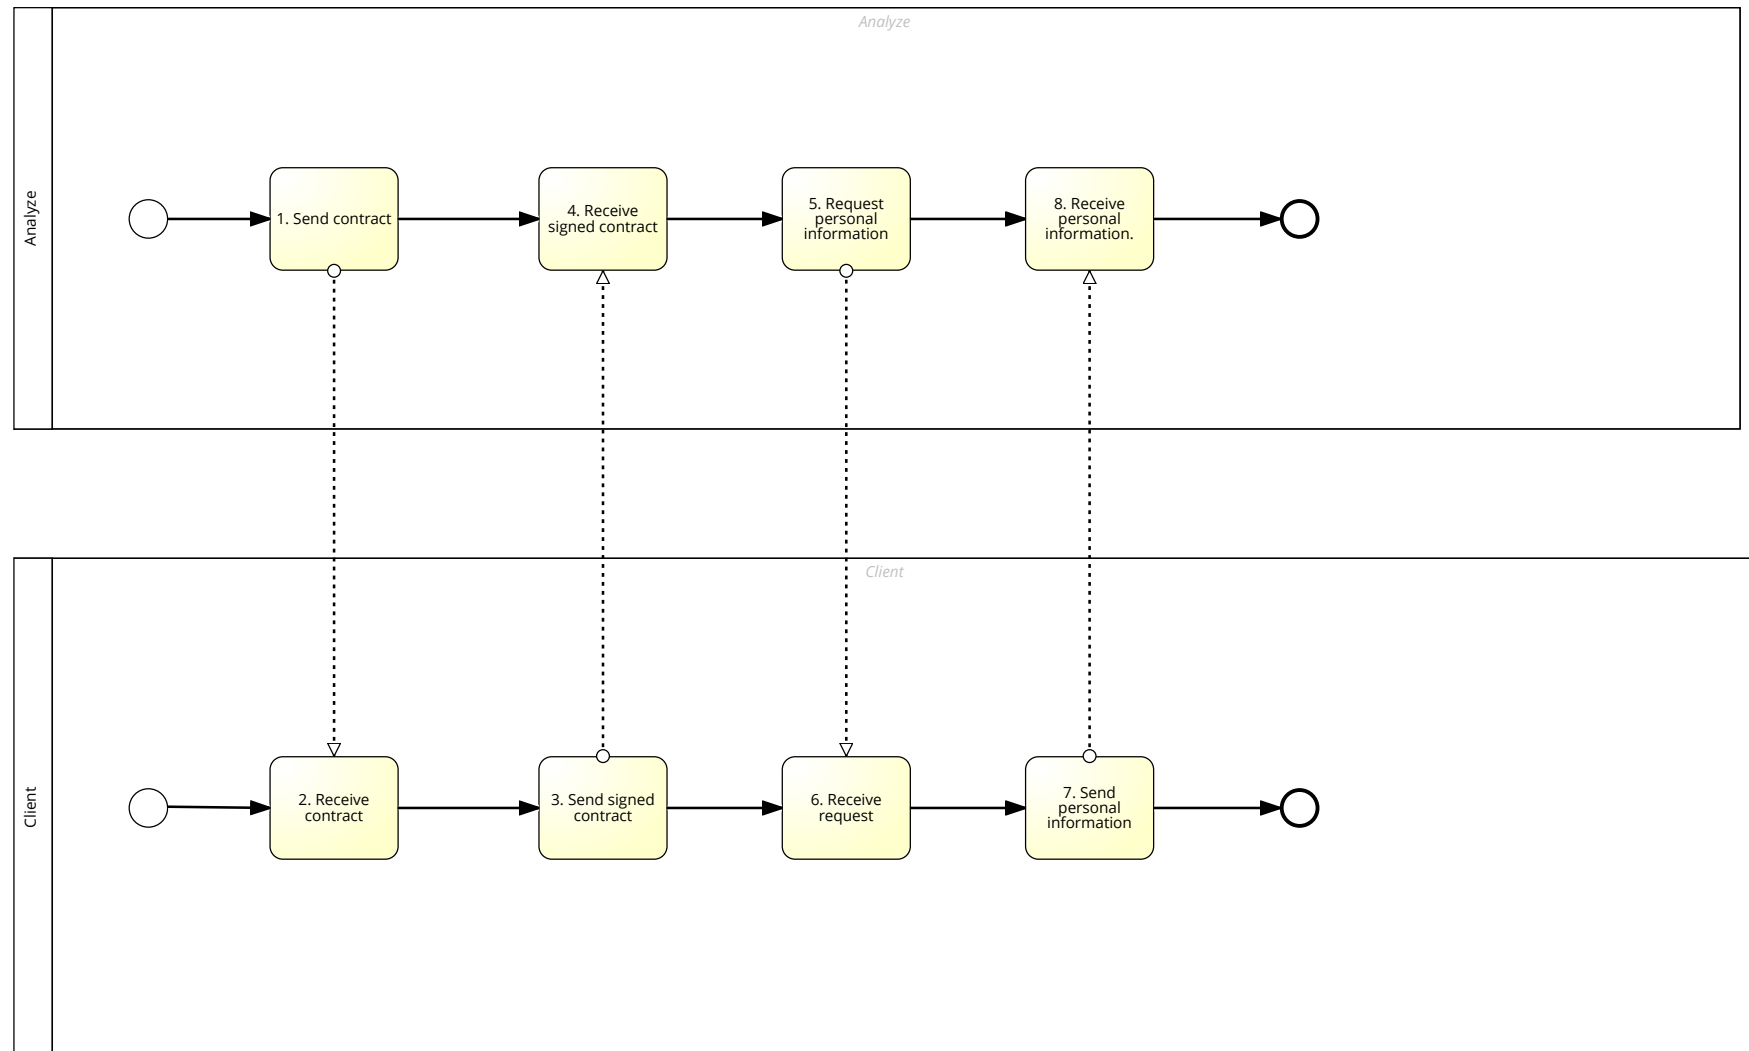 Analyze
Analyze
1. Send contract
4. Receive
signed contract
5. Request
personal
information
8. Receive
personal
information.
Client
Client
2. Receive
contract
3. Send signed
contract
6. Receive
request
7. Send
personal
information